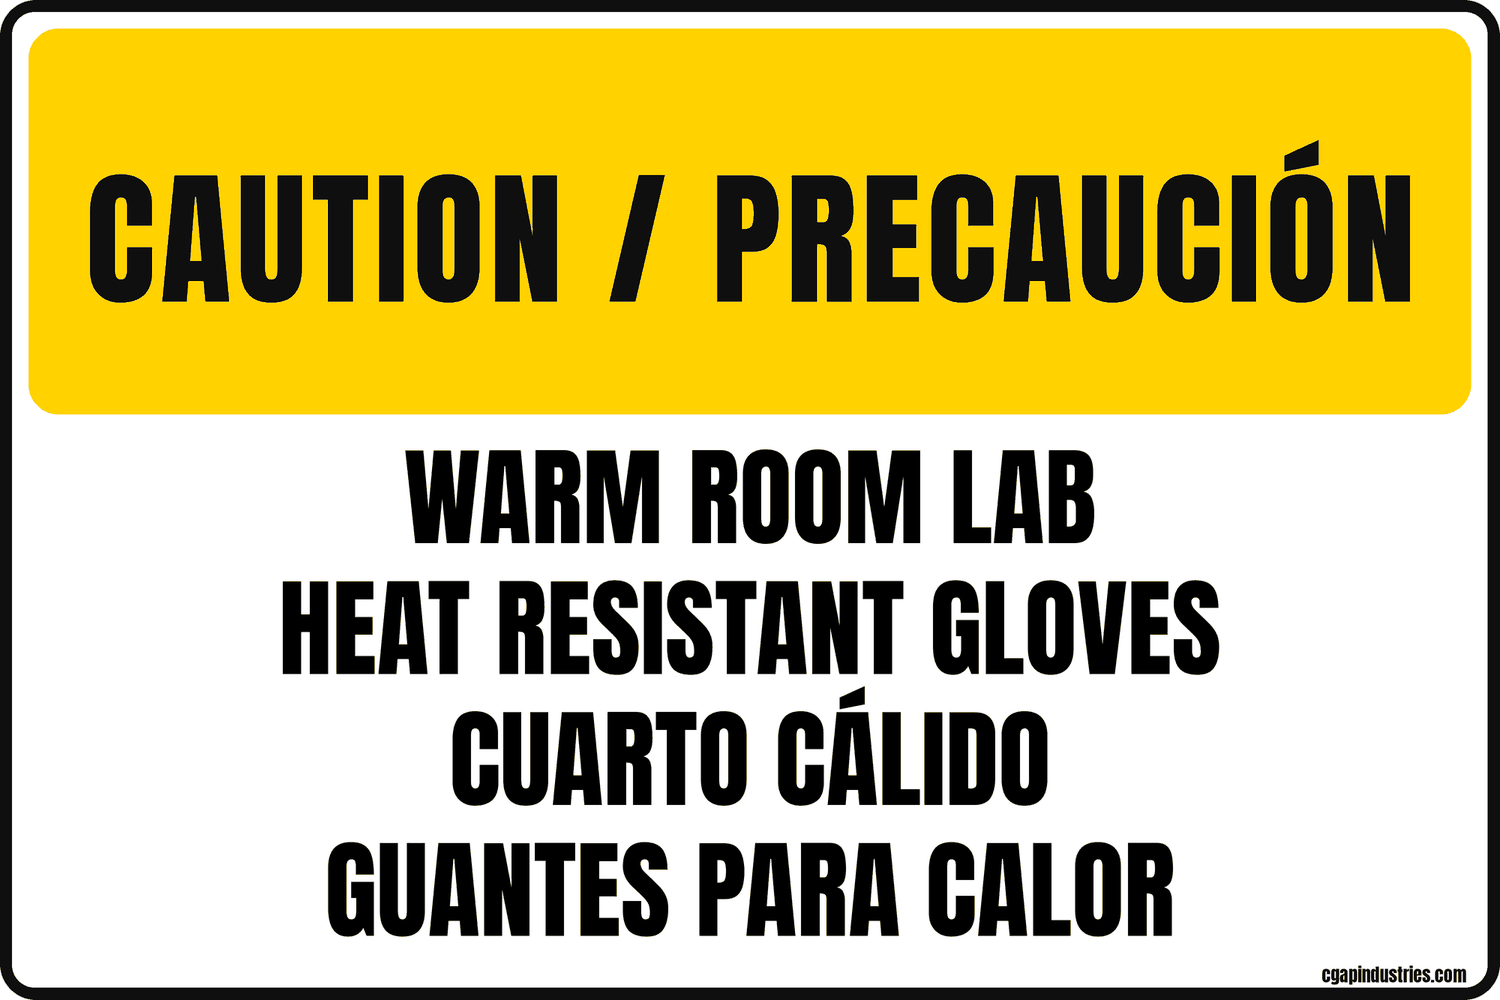 CAUTION / PRECAUCIÓN
WARM ROOM LAB
HEAT RESISTANT GLOVES
CUARTO CÁLIDO
GUANTES PARA CALOR
cgapindustries.com